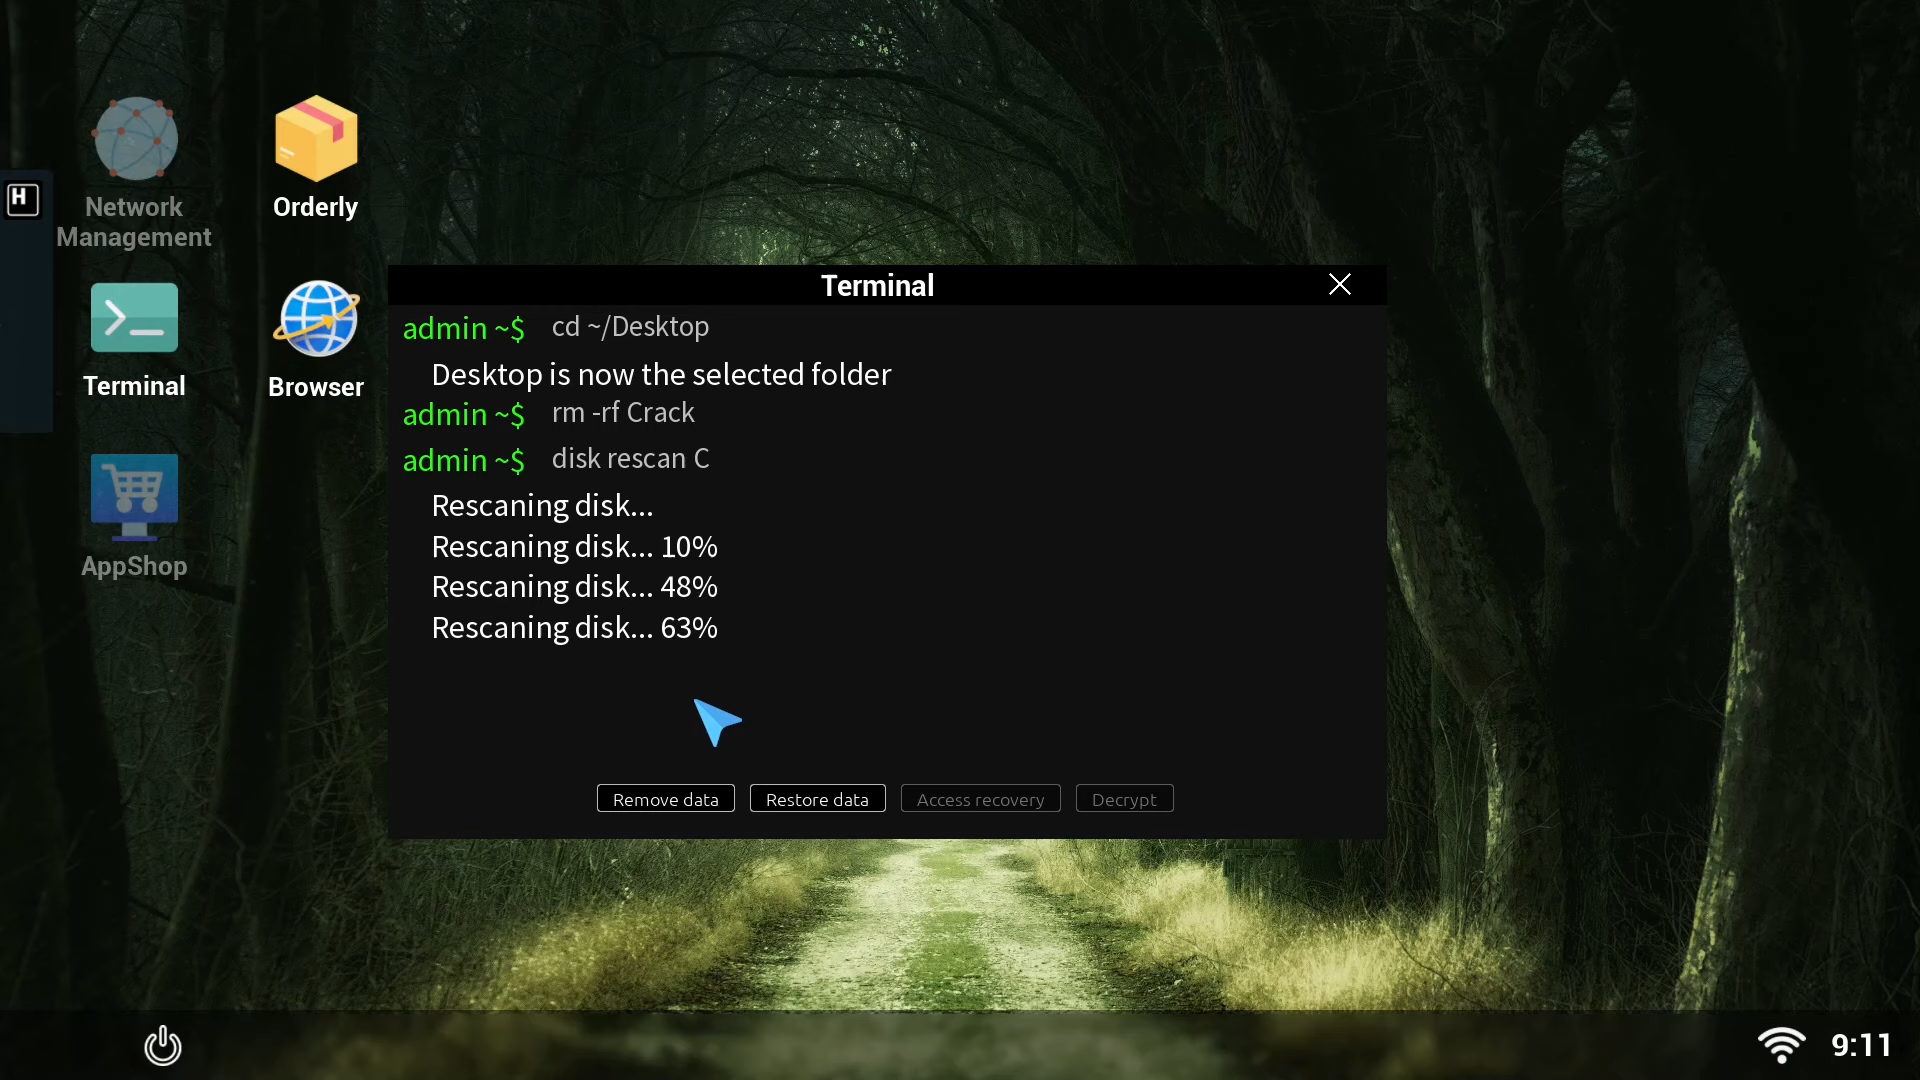 Network
Management
Orderly
H
Terminal
Browser
AppShop
Terminal
admin ~$ cd ~/Desktop
Desktop is now the selected folder
admin ~$ rm -rf Crack
admin ~$ disk rescan C
Rescaning disk...
Rescaning disk... 10%
Rescaning disk... 48%
Rescaning disk... 63%
Remove data
Restore data
Access recovery
Decrypt
9:11